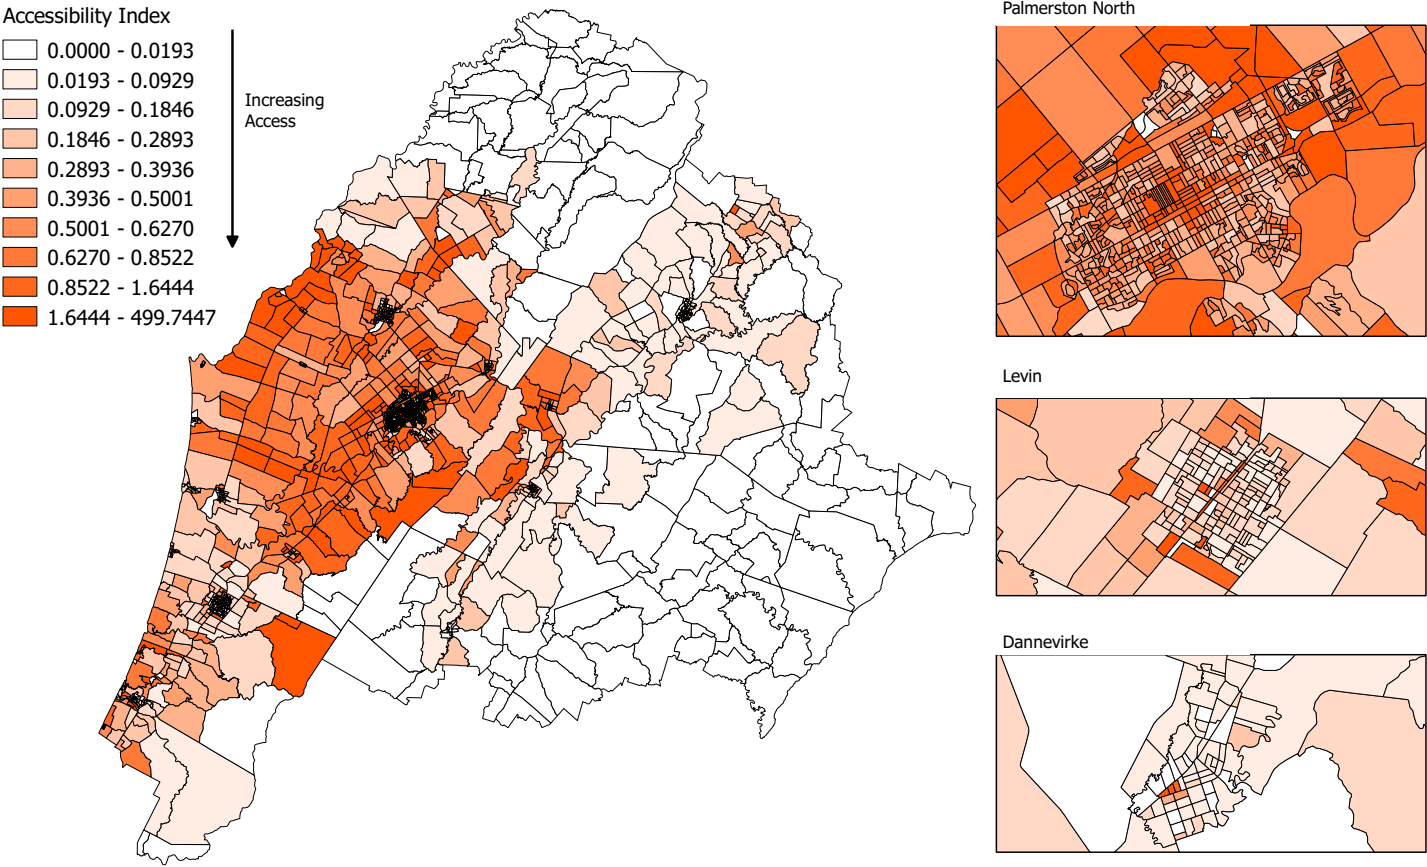 Accessibility Index
0.0000 - 0.0193
0.0193 - 0.0929
0.0929 - 0.1846
0.1846 - 0.2893
0.2893 - 0.3936
0.3936 - 0.5001
0.5001 - 0.6270
0.6270 - 0.8522
0.8522 - 1.6444
1.6444 - 499.7447
Increasing
Access
Palmerston North
Levin
Dannevirke